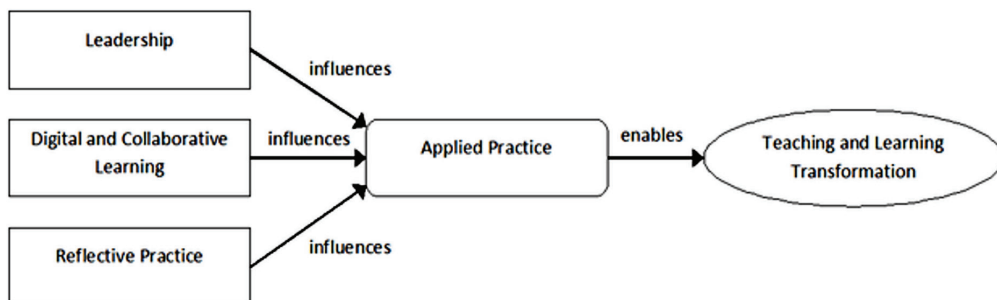 Leadership
influences
Digital and Collaborative
Learning
influences
Applied Practice
enables
Teaching and Learning
Transformation
Reflective Practice
influences